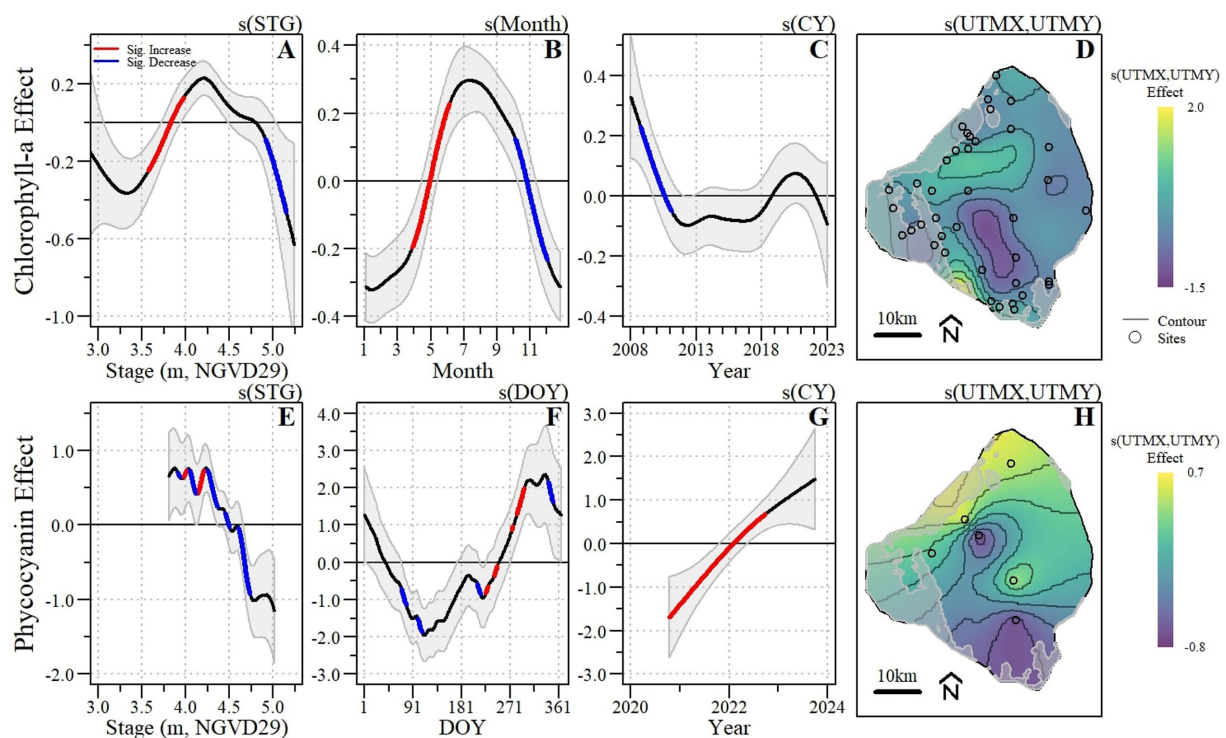 s(STG)
s(Month)
s(CY)
s(UTMX,UTMY)
A
B
C
D
Sig. Increase
Sig. Decrease
Chlorophyll-a Effect
0.2
-0.2
-0.6
-1.0
3.0 3.5 4.0 4.5 5.0
Stage (m, NGVD29)
0.4
0.2
0.0
-0.2
-0.4
1 3 5 7 9 11
Month
0.4
0.2
0.0
-0.2
-0.4
2008 2013 2018 2023
Year
10km
N
s(UTMX,UTMY)
Effect
2.0
-1.5
Contour
Sites
s(STG)
s(DOY)
s(CY)
s(UTMX,UTMY)
E
F
G
H
Phycocyanin Effect
1.0
0.0
-1.0
-2.0
3.0 3.5 4.0 4.5 5.0
Stage (m, NGVD29)
4.0
3.0
2.0
1.0
0.0
-1.0
-2.0
-3.0
1 91 181 271 361
DOY
3.0
2.0
1.0
0.0
-1.0
-2.0
-3.0
2020 2022 2024
Year
10km
N
s(UTMX,UTMY)
Effect
0.7
-0.8